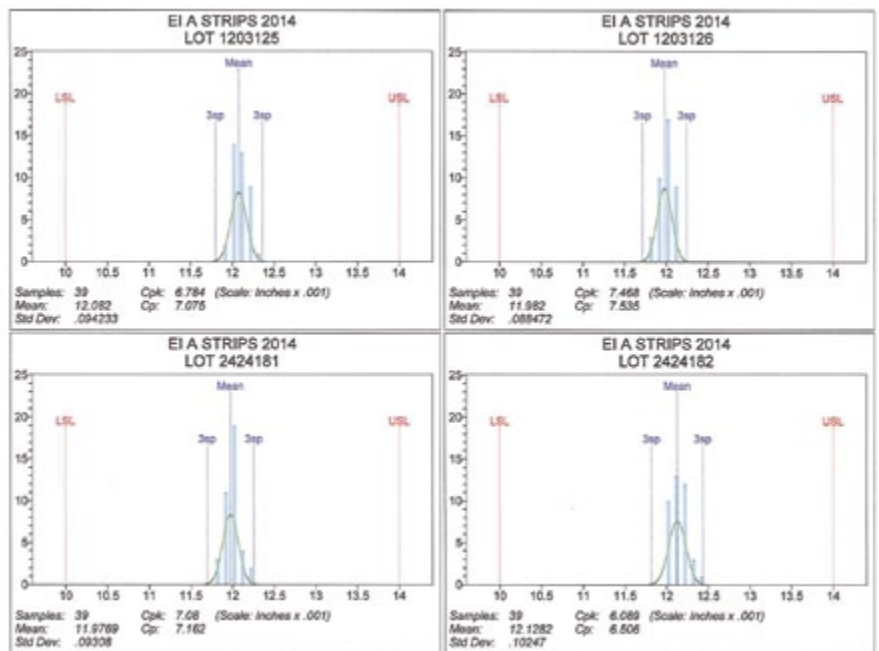 EI A STRIPS 2014
LOT 1203125
25
20
15
10
5
0
LSL
3sp
Mean
3sp
USL
10 10.5 11 11.5 12 12.5 13 13.5 14
Samples: 39 Cpk: 6.784 (Scale: Inches x .001)
Mean: 12.082 Cp: 7.075
Std Dev: .094233
EI A STRIPS 2014
LOT 1203126
25
20
15
10
5
0
LSL
3sp
Mean
3sp
USL
10 10.5 11 11.5 12 12.5 13 13.5 14
Samples: 39 Cpk: 7.468 (Scale: Inches x .001)
Mean: 11.982 Cp: 7.535
Std Dev: .088472
EI A STRIPS 2014
LOT 2424181
25
20
15
10
5
0
LSL
3sp
Mean
3sp
USL
10 10.5 11 11.5 12 12.5 13 13.5 14
Samples: 39 Cpk: 7.08 (Scale: Inches x .001)
Mean: 11.9769 Cp: 7.162
Std Dev: .09308
EI A STRIPS 2014
LOT 2424182
25
20
15
10
5
0
LSL
3sp
Mean
3sp
USL
10 10.5 11 11.5 12 12.5 13 13.5 14
Samples: 39 Cpk: 6.089 (Scale: Inches x .001)
Mean: 12.1282 Cp: 6.506
Std Dev: .10247